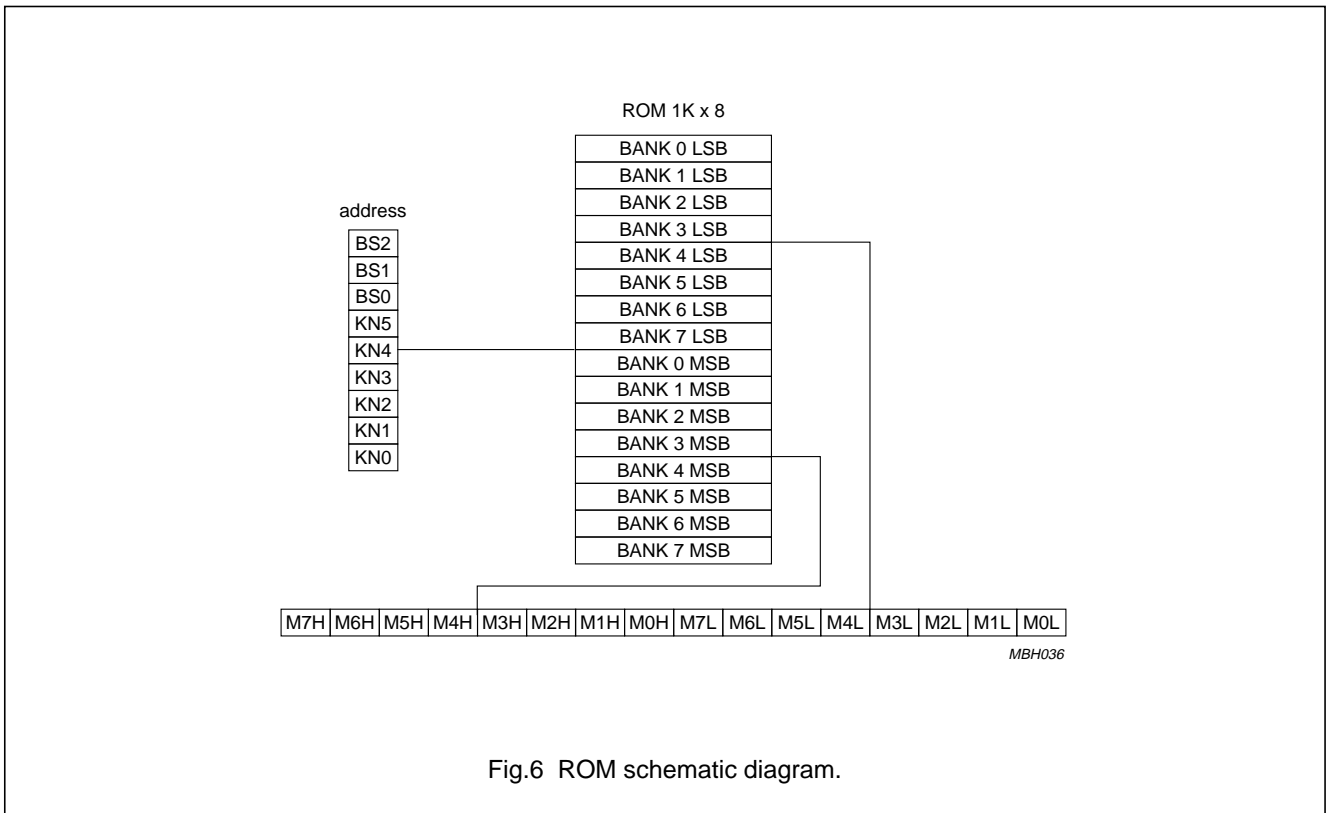 ROM 1K x 8
BANK 0 LSB
BANK 1 LSB
BANK 2 LSB
BANK 3 LSB
BANK 4 LSB
BANK 5 LSB
BANK 6 LSB
BANK 7 LSB
BANK 0 MSB
BANK 1 MSB
BANK 2 MSB
BANK 3 MSB
BANK 4 MSB
BANK 5 MSB
BANK 6 MSB
BANK 7 MSB
address
BS2
BS1
BS0
KN5
KN4
KN3
KN2
KN1
KN0
M7H M6H M5H M4H M3H M2H M1H M0H M7L M6L M5L M4L M3L M2L M1L M0L
MBH036
Fig.6 ROM schematic diagram.